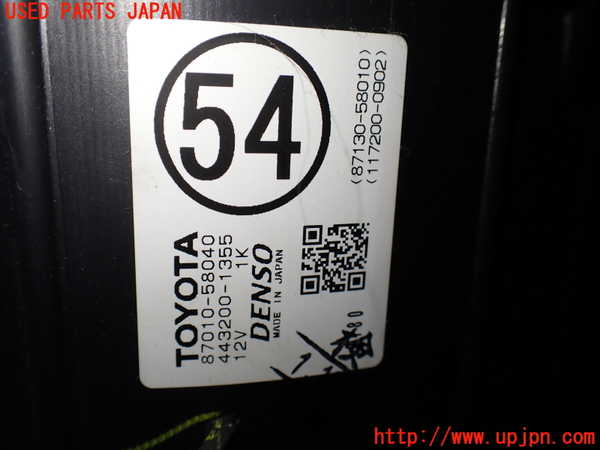 USED PARTS JAPAN
54
(87130-58010)
(117200-0902)
TOYOTA
87010-58040
443200-1355
12V 1K
DENSO
MADE IN JAPAN
80
http://www.upjpn.com/